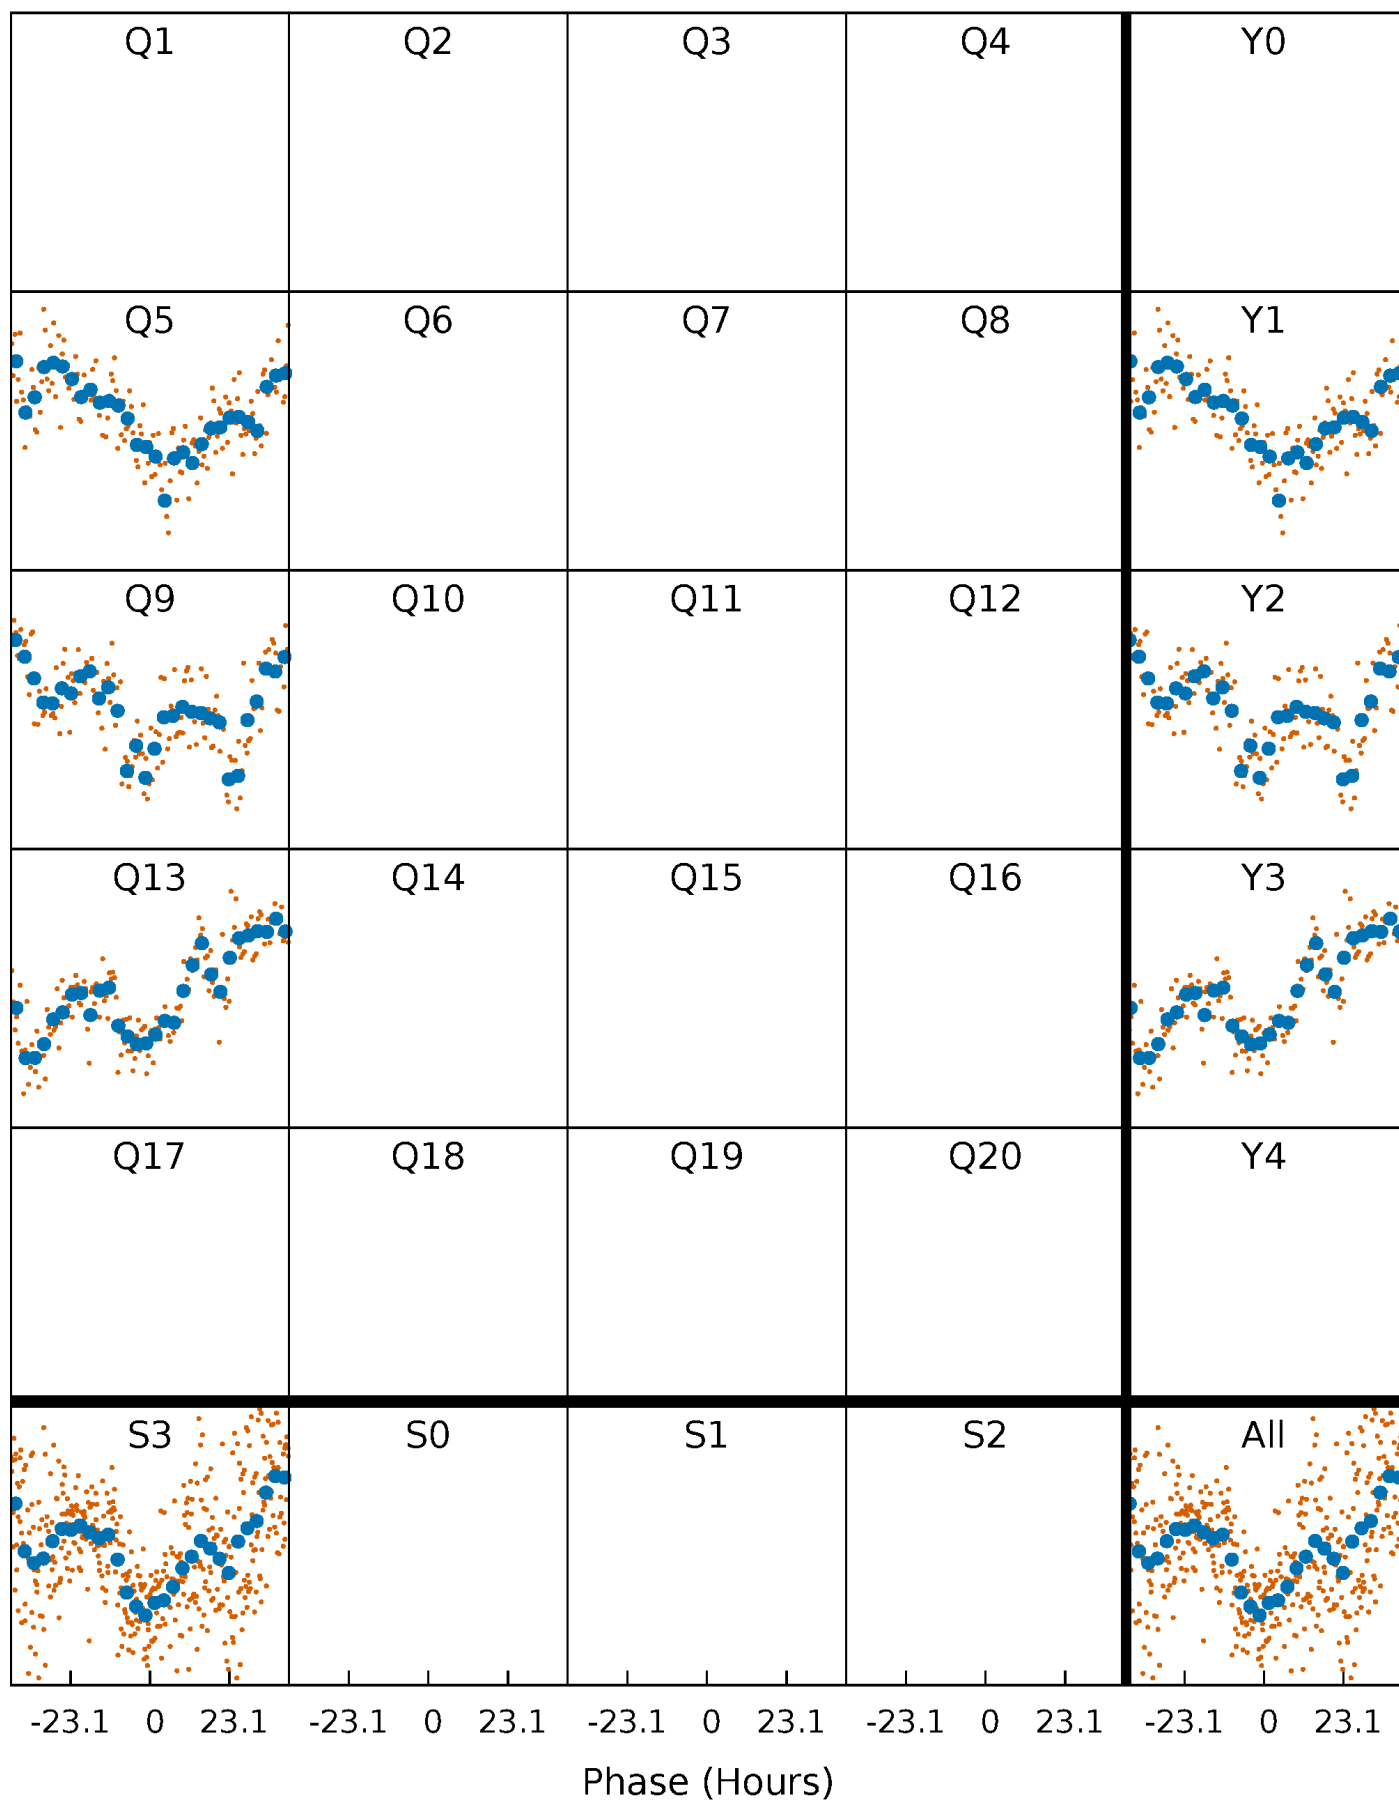 Q1 Q2 Q3 Q4 Y0
Q5 Q6 Q7 Q8 Y1
Q9 Q10 Q11 Q12 Y2
Q13 Q14 Q15 Q16 Y3
Q17 Q18 Q19 Q20 Y4
S3 S0 S1 S2 All
-23.1 0 23.1 -23.1 0 23.1 -23.1 0 23.1 -23.1 0 23.1 -23.1 0 23.1
Phase (Hours)